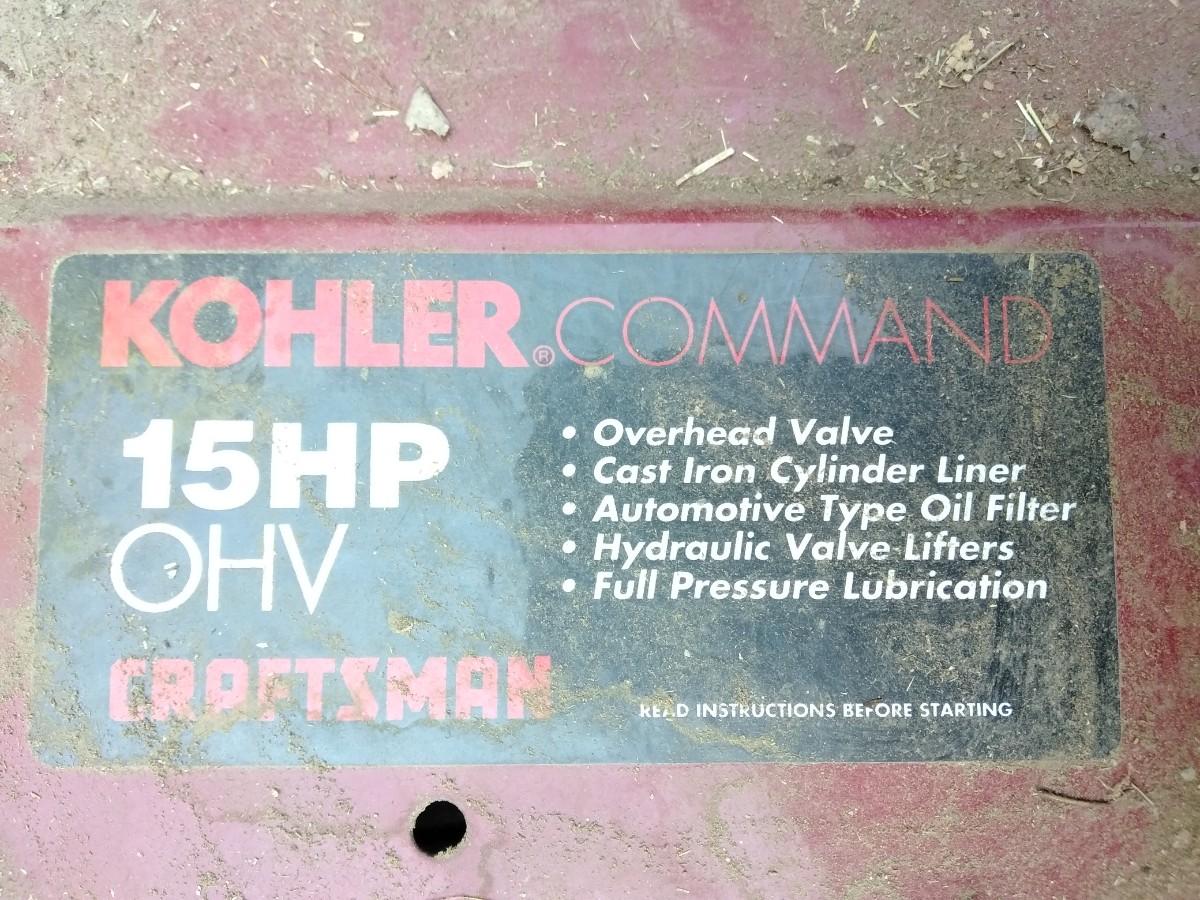 KOHLER® COMMAND
15HP
OHV
• Overhead Valve
• Cast Iron Cylinder Liner
• Automotive Type Oil Filter
• Hydraulic Valve Lifters
• Full Pressure Lubrication
CRAFTSMAN
READ INSTRUCTIONS BEFORE STARTING